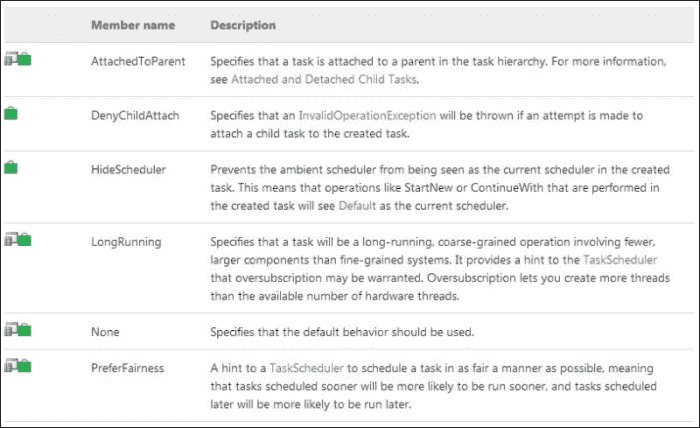 Member name Description
AttachedToParent Specifies that a task is attached to a parent in the task hierarchy. For more information,
see Attached and Detached Child Tasks.
DenyChildAttach Specifies that an InvalidOperationException will be thrown if an attempt is made to
attach a child task to the created task.
HideScheduler Prevents the ambient scheduler from being seen as the current scheduler in the created
task. This means that operations like StartNew or ContinueWith that are performed in
the created task will see Default as the current scheduler.
LongRunning Specifies that a task will be a long-running, coarse-grained operation involving fewer,
larger components than fine-grained systems. It provides a hint to the TaskScheduler
that oversubscription may be warranted. Oversubscription lets you create more threads
than the available number of hardware threads.
None Specifies that the default behavior should be used.
PreferFairness A hint to a TaskScheduler to schedule a task in as fair a manner as possible, meaning
that tasks scheduled sooner will be more likely to be run sooner, and tasks scheduled
later will be more likely to be run later.